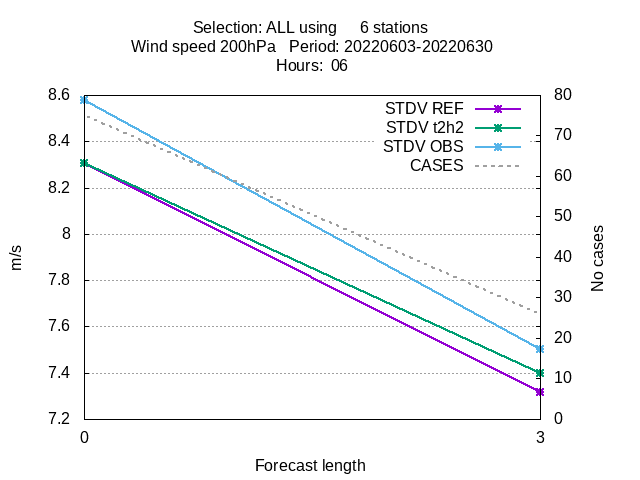 Selection: ALL using 6 stations
Wind speed 200hPa Period: 20220603-20220630
Hours: 06
8.6
8.4
8.2
8
7.8
7.6
7.4
7.2
80
70
60
50
40
30
20
10
0
STDV REF
STDV t2h2
STDV OBS
CASES
m/s
No cases
0
3
Forecast length